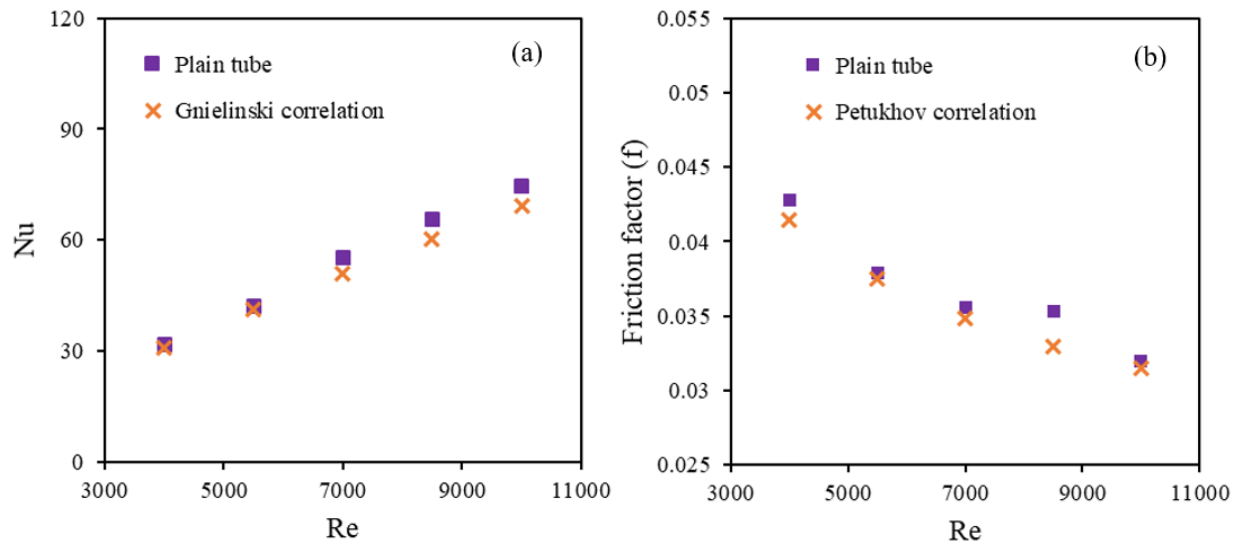 (a)
Plain tube
Gnielinski correlation
Nu
120
90
60
30
0
3000 5000 7000 9000 11000
Re
(b)
Plain tube
Petukhov correlation
Friction factor (f)
0.055
0.05
0.045
0.04
0.035
0.03
0.025
3000 5000 7000 9000 11000
Re